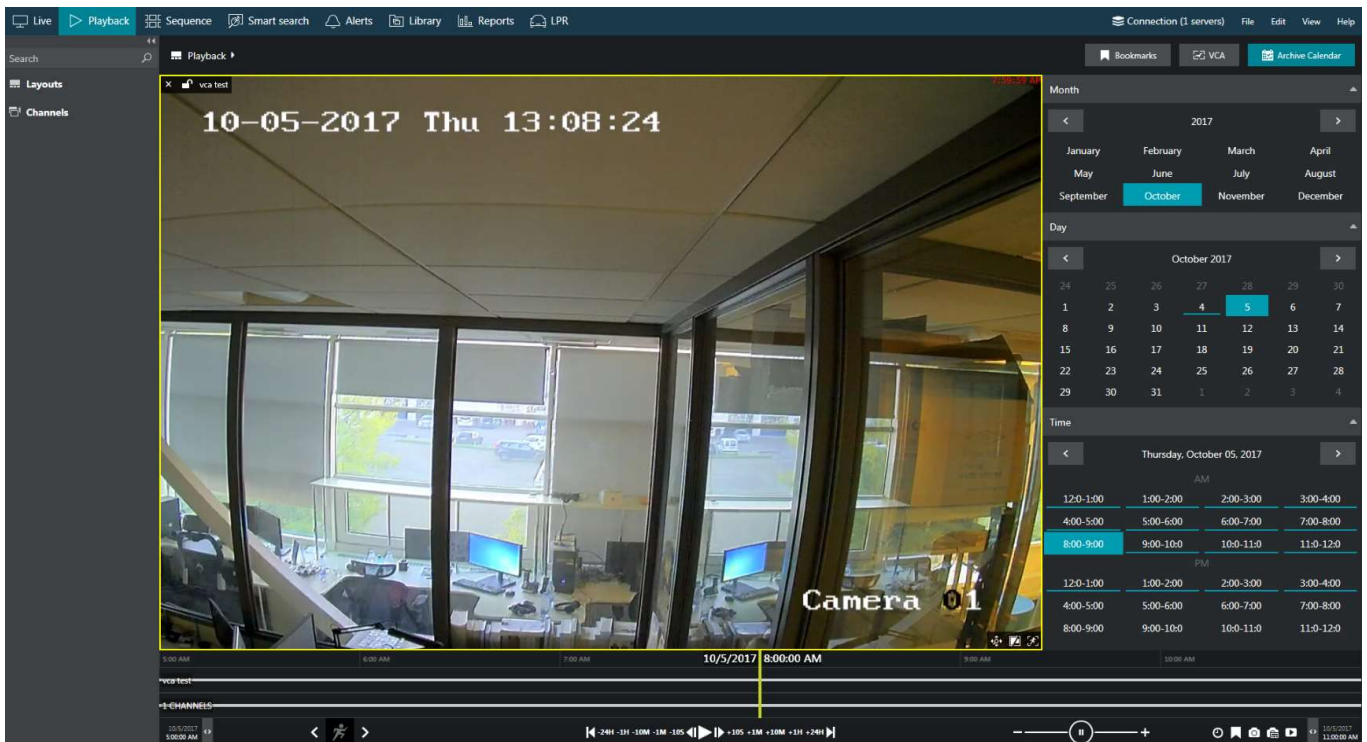 Live Playback Sequence Smart search Alerts Library Reports LPR Connection (1 servers) File Edit View Help
Search
Playback
Bookmarks VCA Archive Calendar
Layouts
Channels
vca test
7:59:59 AM
10-05-2017 Thu 13:08:24
Camera 01
Month
2017
January February March April
May June July August
September October November December
Day
October 2017
24 25 26 27 28 29 30
1 2 3 4 5 6 7
8 9 10 11 12 13 14
15 16 17 18 19 20 21
22 23 24 25 26 27 28
29 30 31 1 2 3 4
Time
Thursday, October 05, 2017
AM
12:0-1:00 1:00-2:00 2:00-3:00 3:00-4:00
4:00-5:00 5:00-6:00 6:00-7:00 7:00-8:00
8:00-9:00 9:00-10:0 10:0-11:0 11:0-12:0
PM
12:0-1:00 1:00-2:00 2:00-3:00 3:00-4:00
4:00-5:00 5:00-6:00 6:00-7:00 7:00-8:00
8:00-9:00 9:00-10:0 10:0-11:0 11:0-12:0
5:00 AM 6:00 AM 7:00 AM 10/5/2017 8:00:00 AM 9:00 AM 10:00 AM
vca test
1 CHANNELS
10/5/2017
5:00:00 AM
-24H -1H -10M -1M -10S +10S +1M +10M +1H +24H
10/5/2017
11:00:00 AM